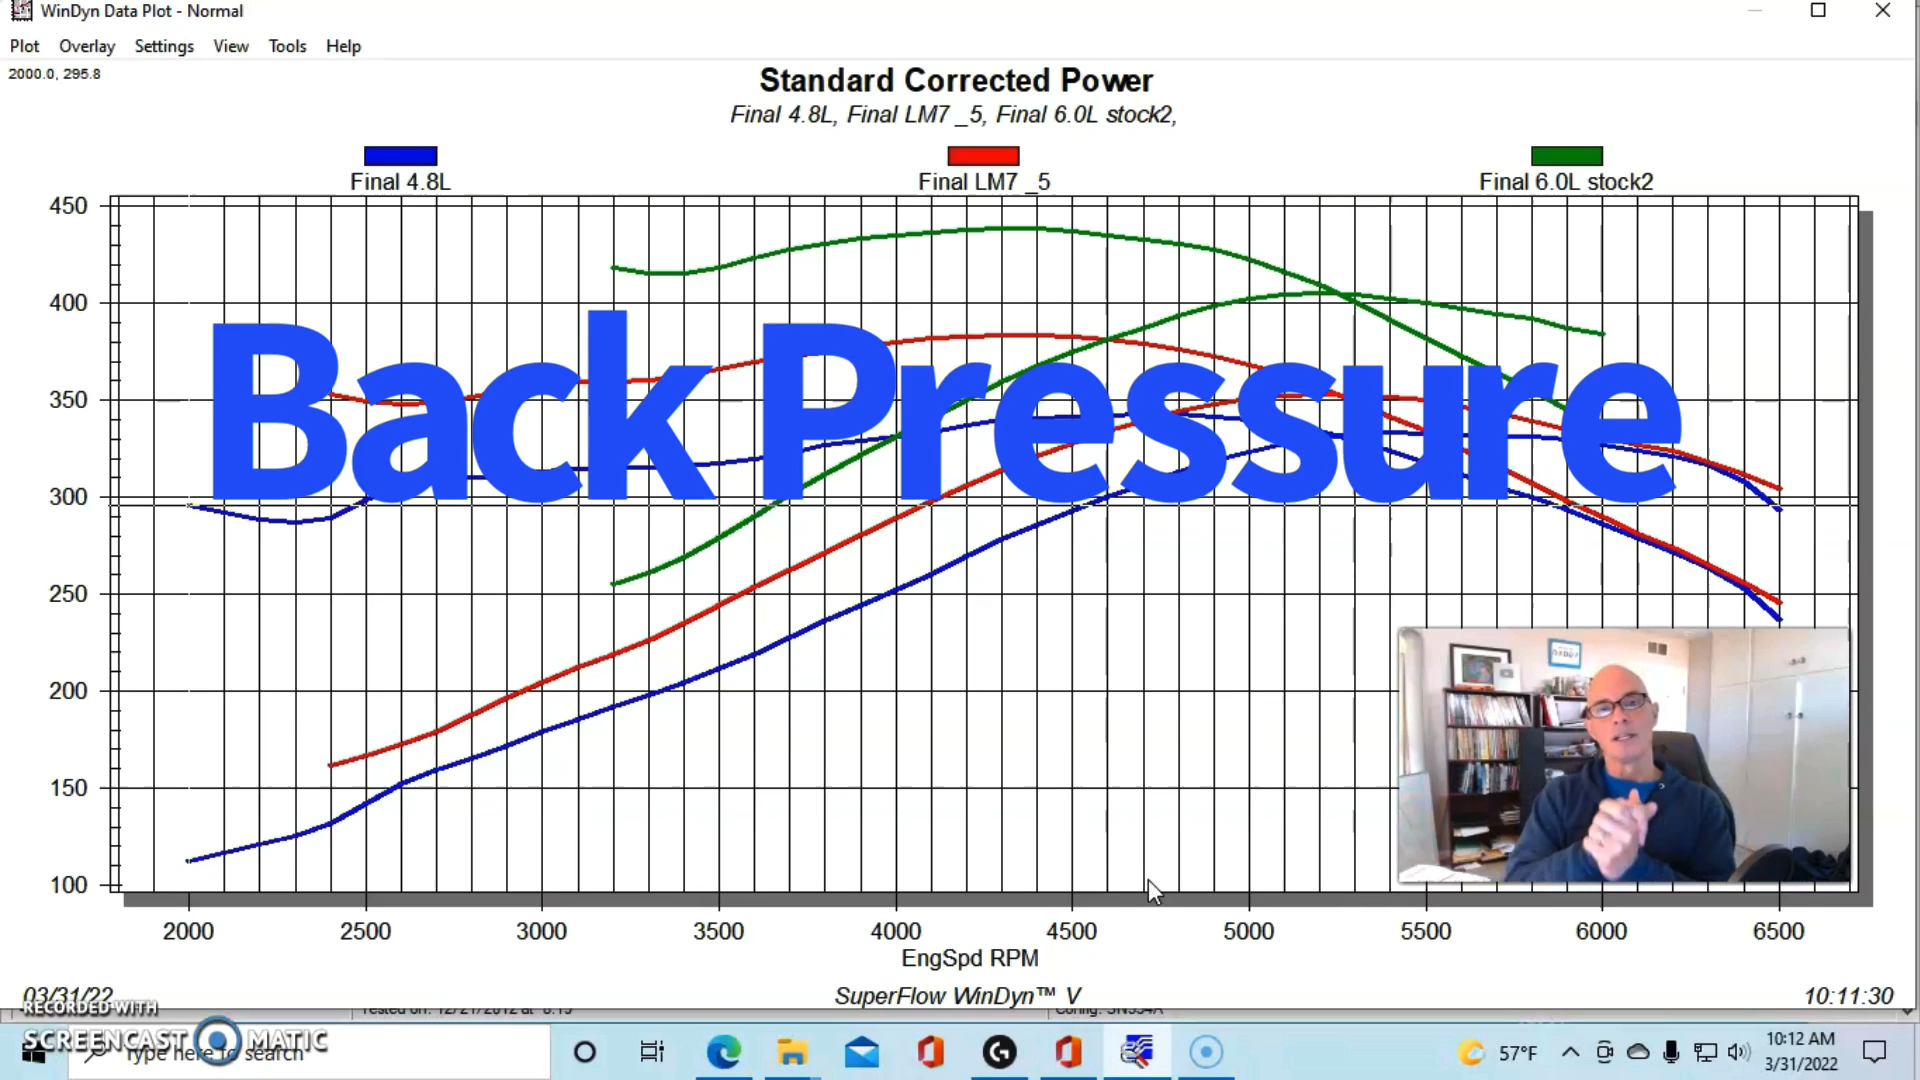 WinDyn Data Plot - Normal
Plot Overlay Settings View Tools Help
2000.0, 295.8
Standard Corrected Power
Final 4.8L, Final LM7 _5, Final 6.0L stock2,
Final 4.8L Final LM7 _5 Final 6.0L stock2
450
400
350
300
250
200
150
100
Back Pressure
2000 2500 3000 3500 4000 4500 5000 5500 6000 6500
EngSpd RPM
03/31/22 SuperFlow WinDyn™ V 10:11:30
RECORDED WITH
SCREENCAST MATIC
Type here to search
57°F
10:12 AM
3/31/2022